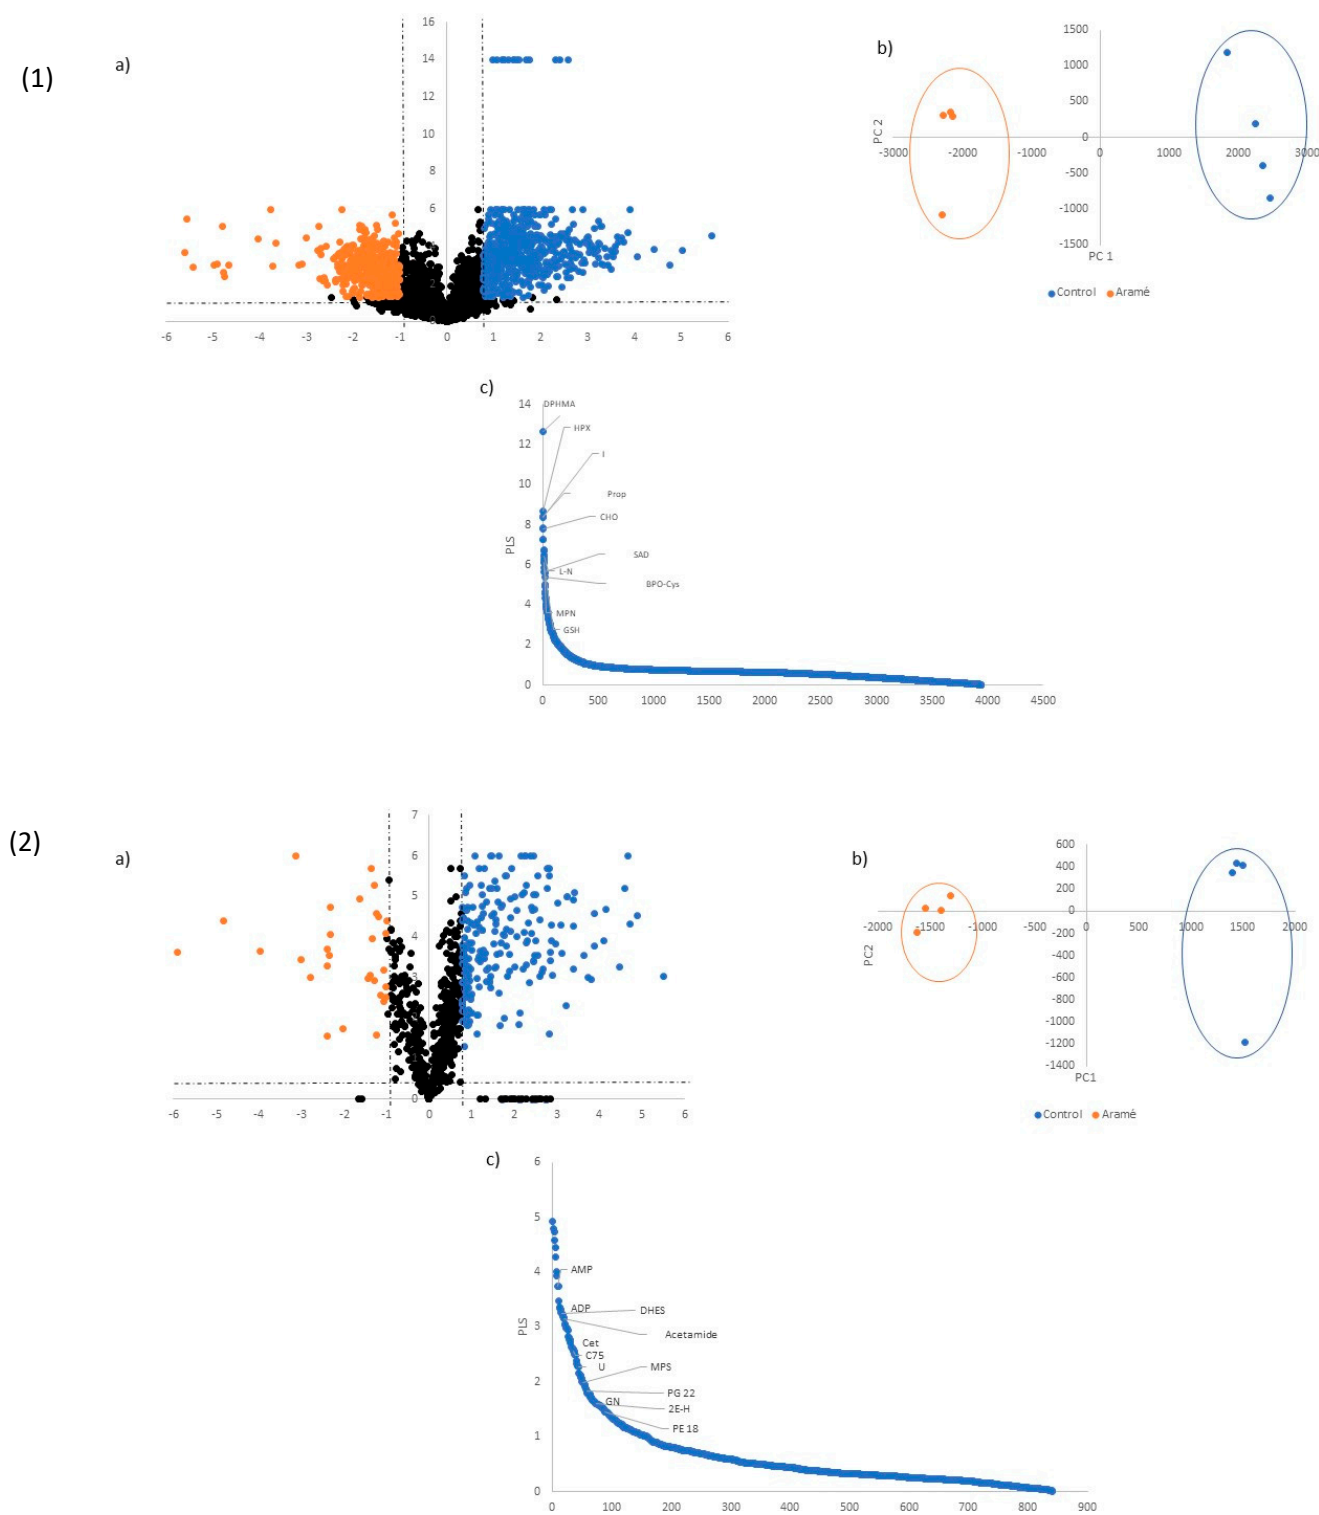 (1)
a)
16
14
12
10
8
6
4
2
0
-6 -5 -4 -3 -2 -1 0 1 2 3 4 5 6
b)
1500
1000
500
0
-500
-1000
-1500
-3000 -2000 -1000 0 1000 2000 3000
PC 2
PC 1
Control Aramé
c)
14
12
10
8
6
4
2
0
PLS
DPHMA
HPX
I
Prop
CHO
SAD
L-N
BPO-Cys
MPN
GSH
0 500 1000 1500 2000 2500 3000 3500 4000 4500
(2)
a)
7
6
5
4
3
1
0
-6 -5 -4 -3 -2 -1 0 1 2 3 4 5 6
b)
600
400
200
0
-200
-400
-600
-800
-1000
-1200
-1400
-2000 -1500 -1000 -500 0 500 1000 1500 2000
PC2
PC1
Control Aramé
c)
6
5
4
3
2
1
0
PLS
AMP
ADP
DHES
Acetamide
Cet
C75
U
MPS
PG 22
GN
2E-H
PE 18
0 100 200 300 400 500 600 700 800 900